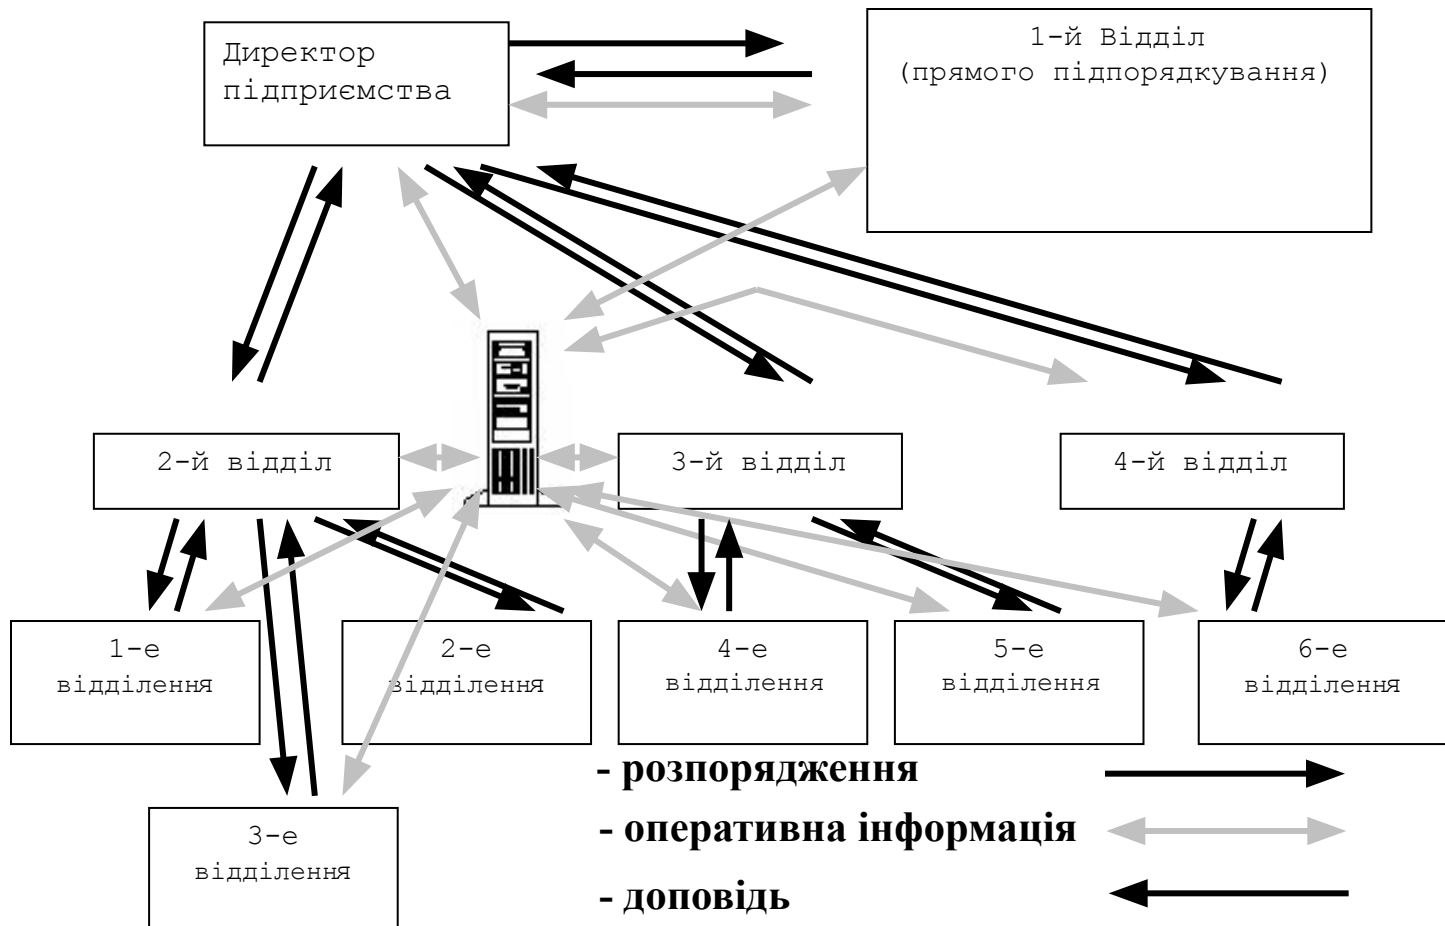 Директор
підприємства
1-й Відділ
(прямого підпорядкування)
2-й відділ
3-й відділ
4-й відділ
1-е
відділення
2-е
відділення
4-е
відділення
5-е
відділення
6-е
відділення
3-е
відділення
- розпорядження
- оперативна інформація
- доповідь